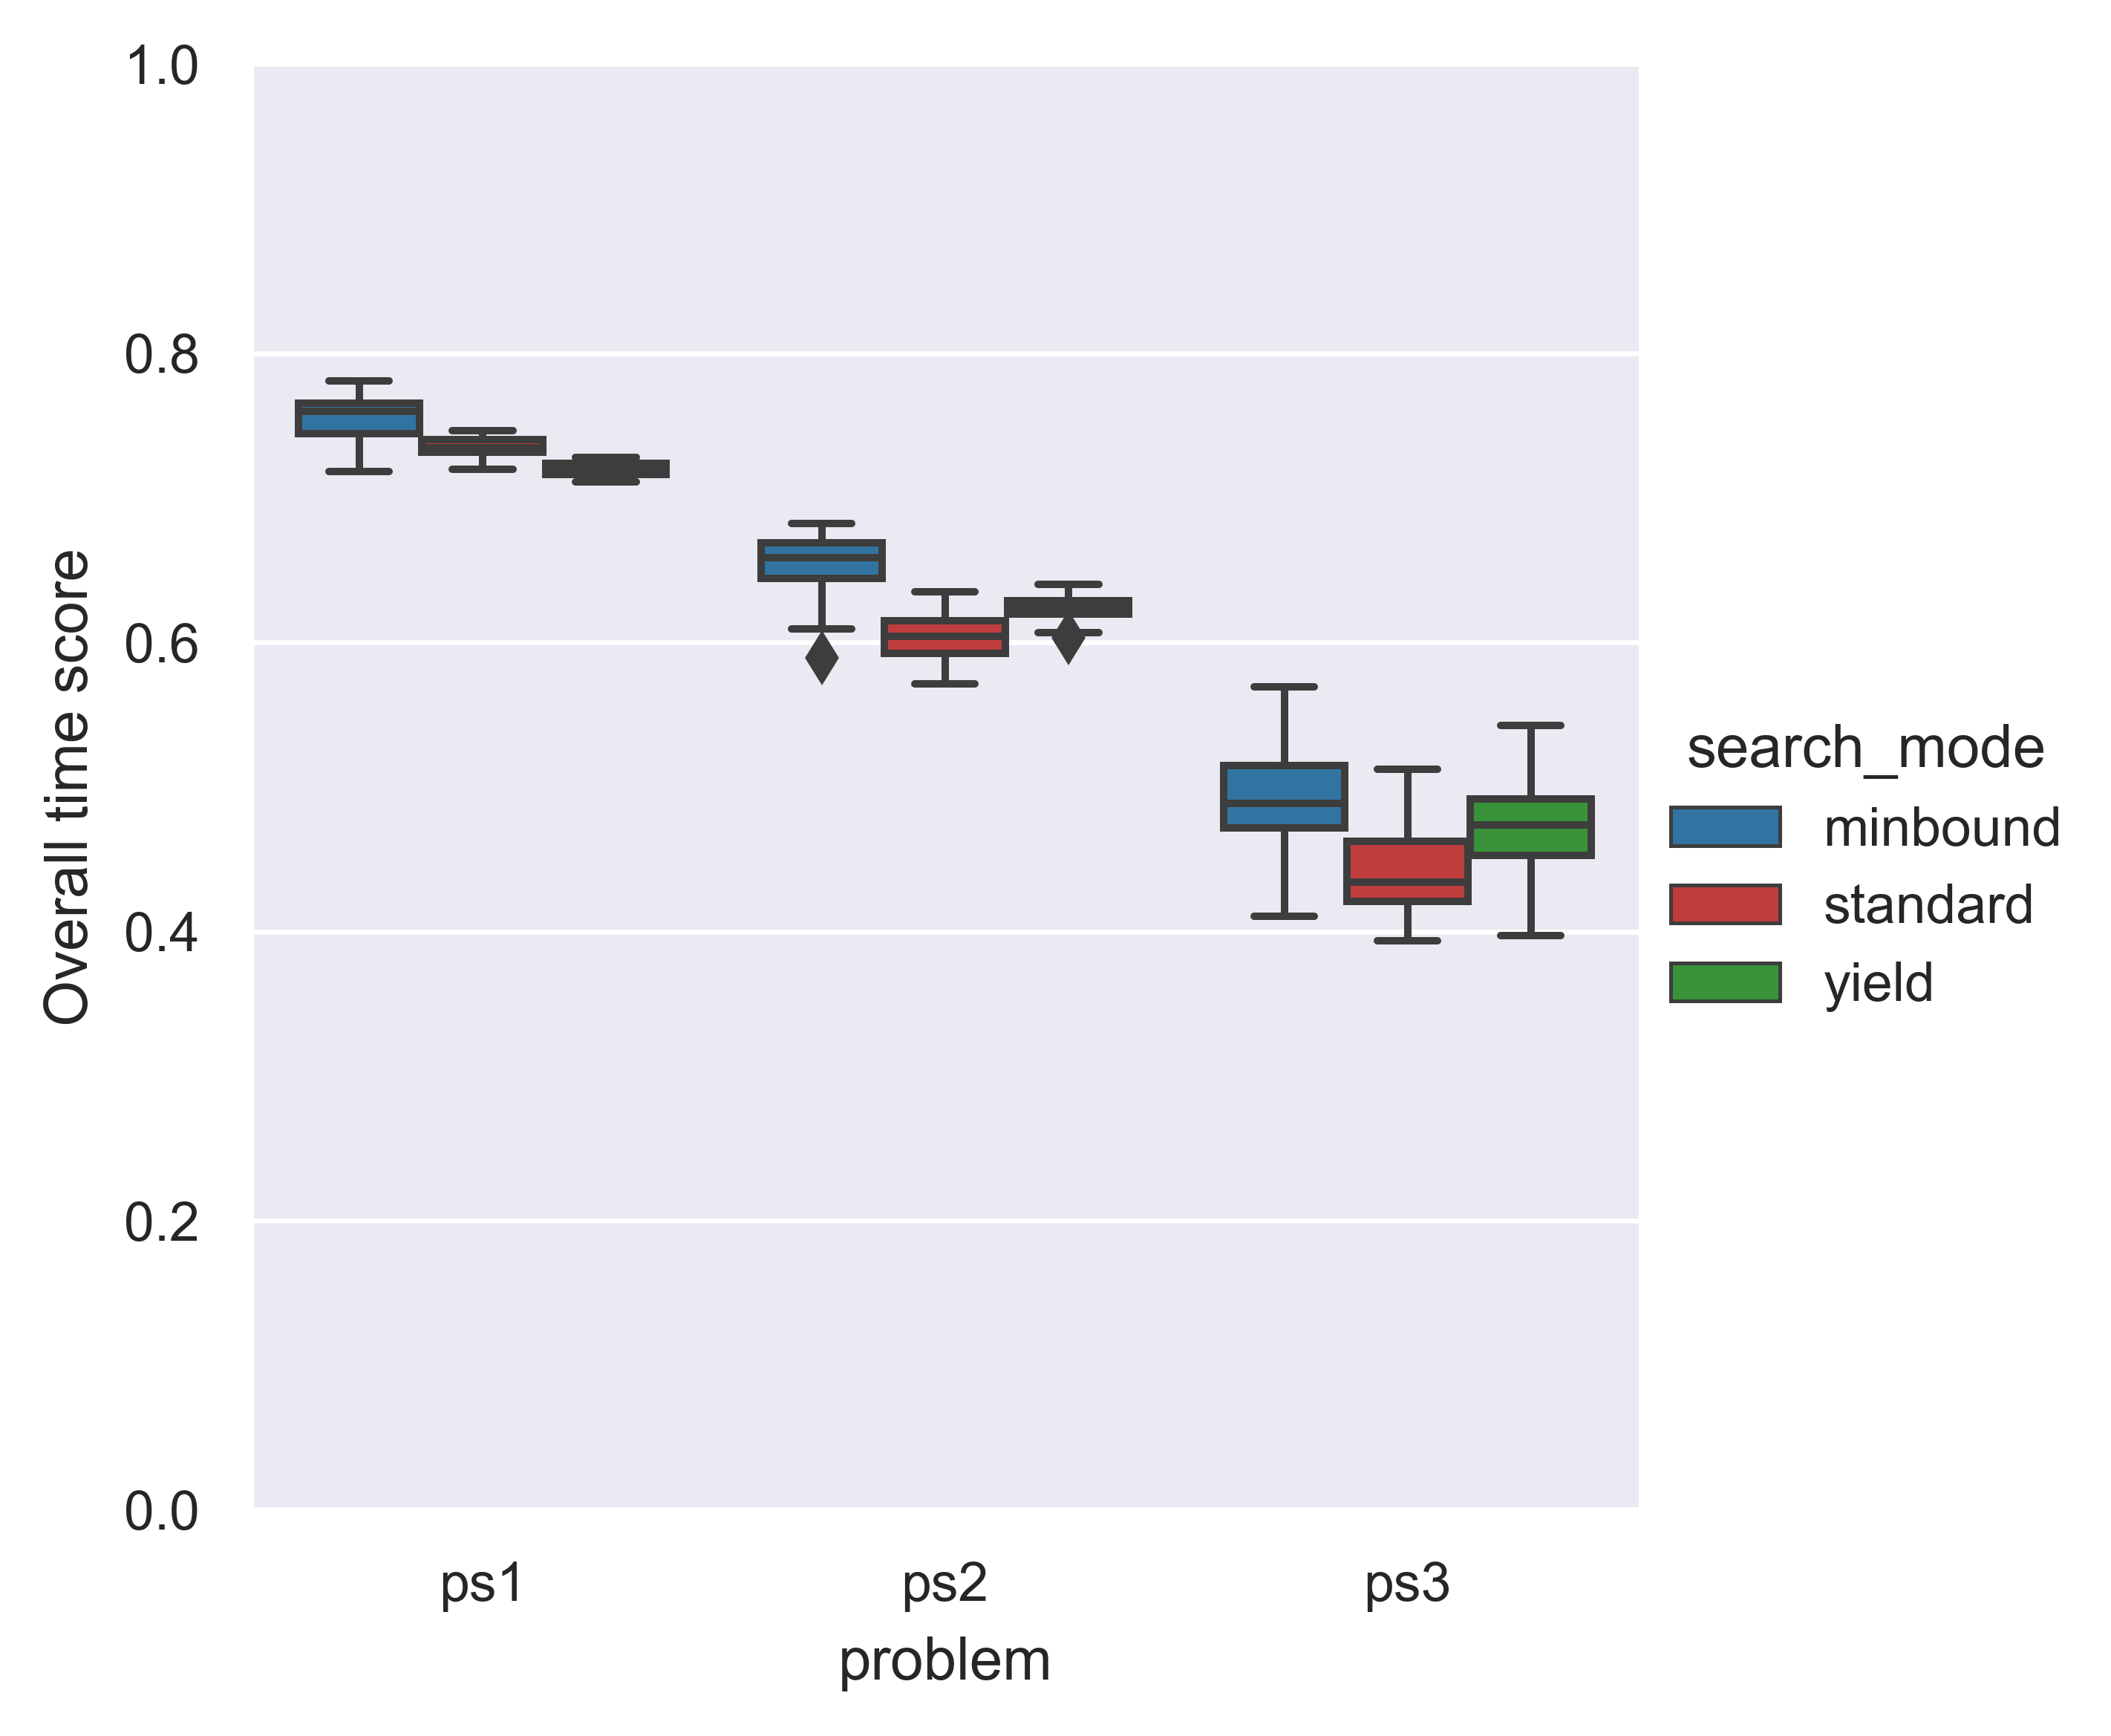 1.0
0.8
0.6
0.4
0.2
0.0
Overall time score
ps1
ps2
ps3
problem
search_mode
minbound
standard
yield